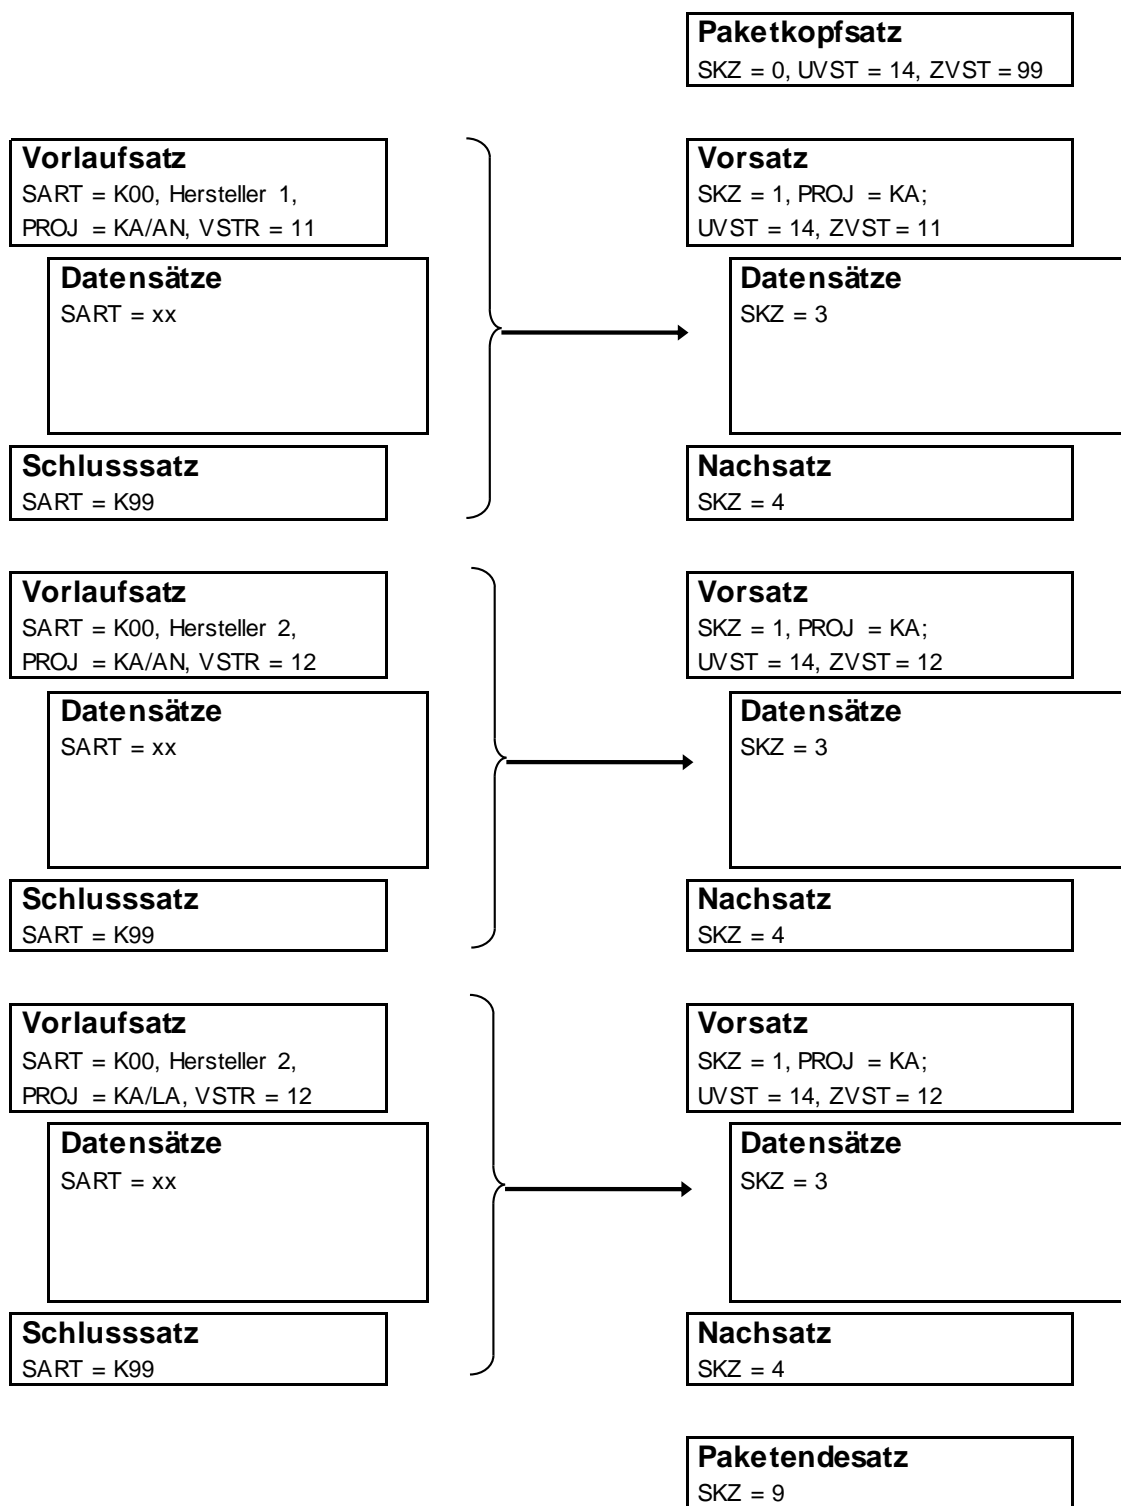 Paketkopfsatz
SKZ = 0, UVST = 14, ZVST = 99
Vorlaufsatz
SART = K00, Hersteller 1,
PROJ = KA/AN, VSTR = 11
Datensätze
SART = xx
Schlusssatz
SART = K99
Vorsatz
SKZ = 1, PROJ = KA;
UVST = 14, ZVST = 11
Datensätze
SKZ = 3
Nachsatz
SKZ = 4
Vorlaufsatz
SART = K00, Hersteller 2,
PROJ = KA/AN, VSTR = 12
Datensätze
SART = xx
Schlusssatz
SART = K99
Vorsatz
SKZ = 1, PROJ = KA;
UVST = 14, ZVST = 12
Datensätze
SKZ = 3
Nachsatz
SKZ = 4
Vorlaufsatz
SART = K00, Hersteller 2,
PROJ = KA/LA, VSTR = 12
Datensätze
SART = xx
Schlusssatz
SART = K99
Vorsatz
SKZ = 1, PROJ = KA;
UVST = 14, ZVST = 12
Datensätze
SKZ = 3
Nachsatz
SKZ = 4
Paketendesatz
SKZ = 9